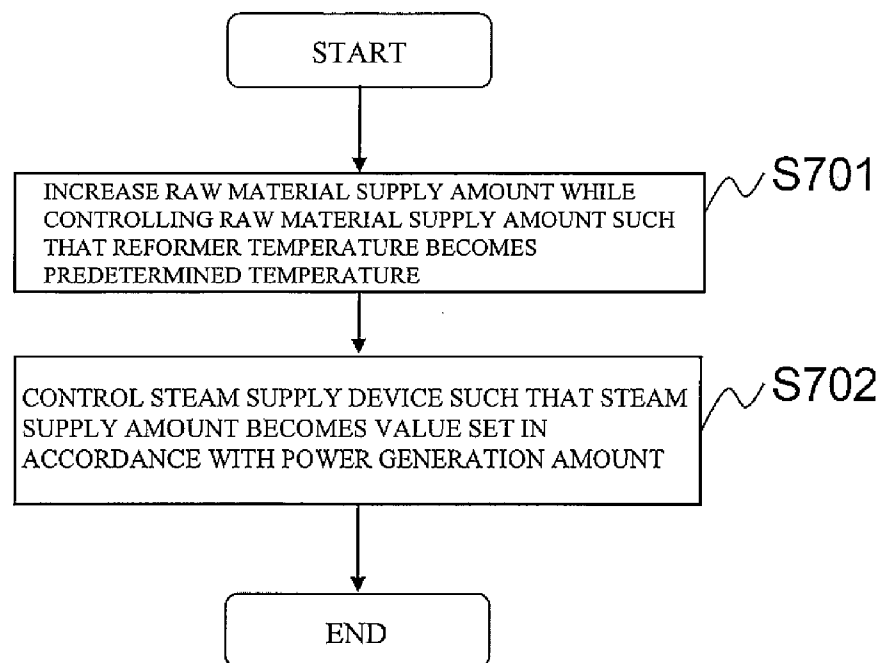 START
INCREASE RAW MATERIAL SUPPLY AMOUNT WHILE
CONTROLLING RAW MATERIAL SUPPLY AMOUNT SUCH
THAT REFORMER TEMPERATURE BECOMES
PREDETERMINED TEMPERATURE
S701
CONTROL STEAM SUPPLY DEVICE SUCH THAT STEAM
SUPPLY AMOUNT BECOMES VALUE SET IN
ACCORDANCE WITH POWER GENERATION AMOUNT
S702
END